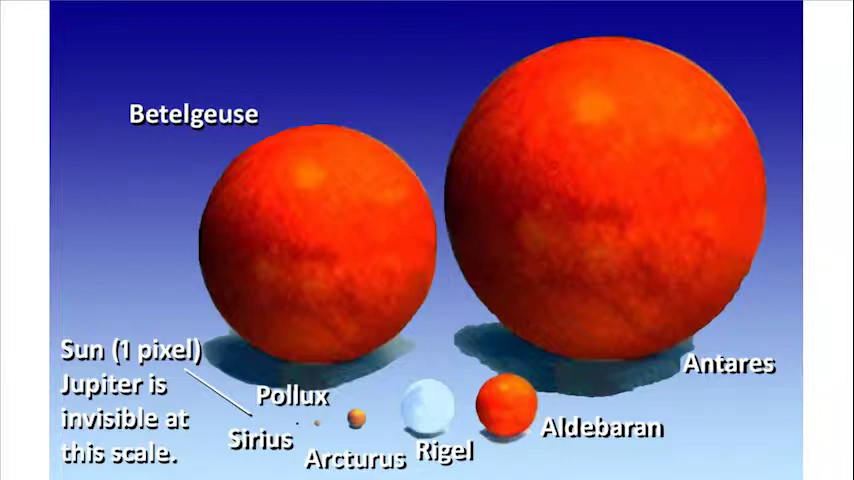 Betelgeuse
Antares
Sun (1 pixel)
Jupiter is
invisible at
this scale.
Pollux
Sirius
Arcturus
Rigel
Aldebaran